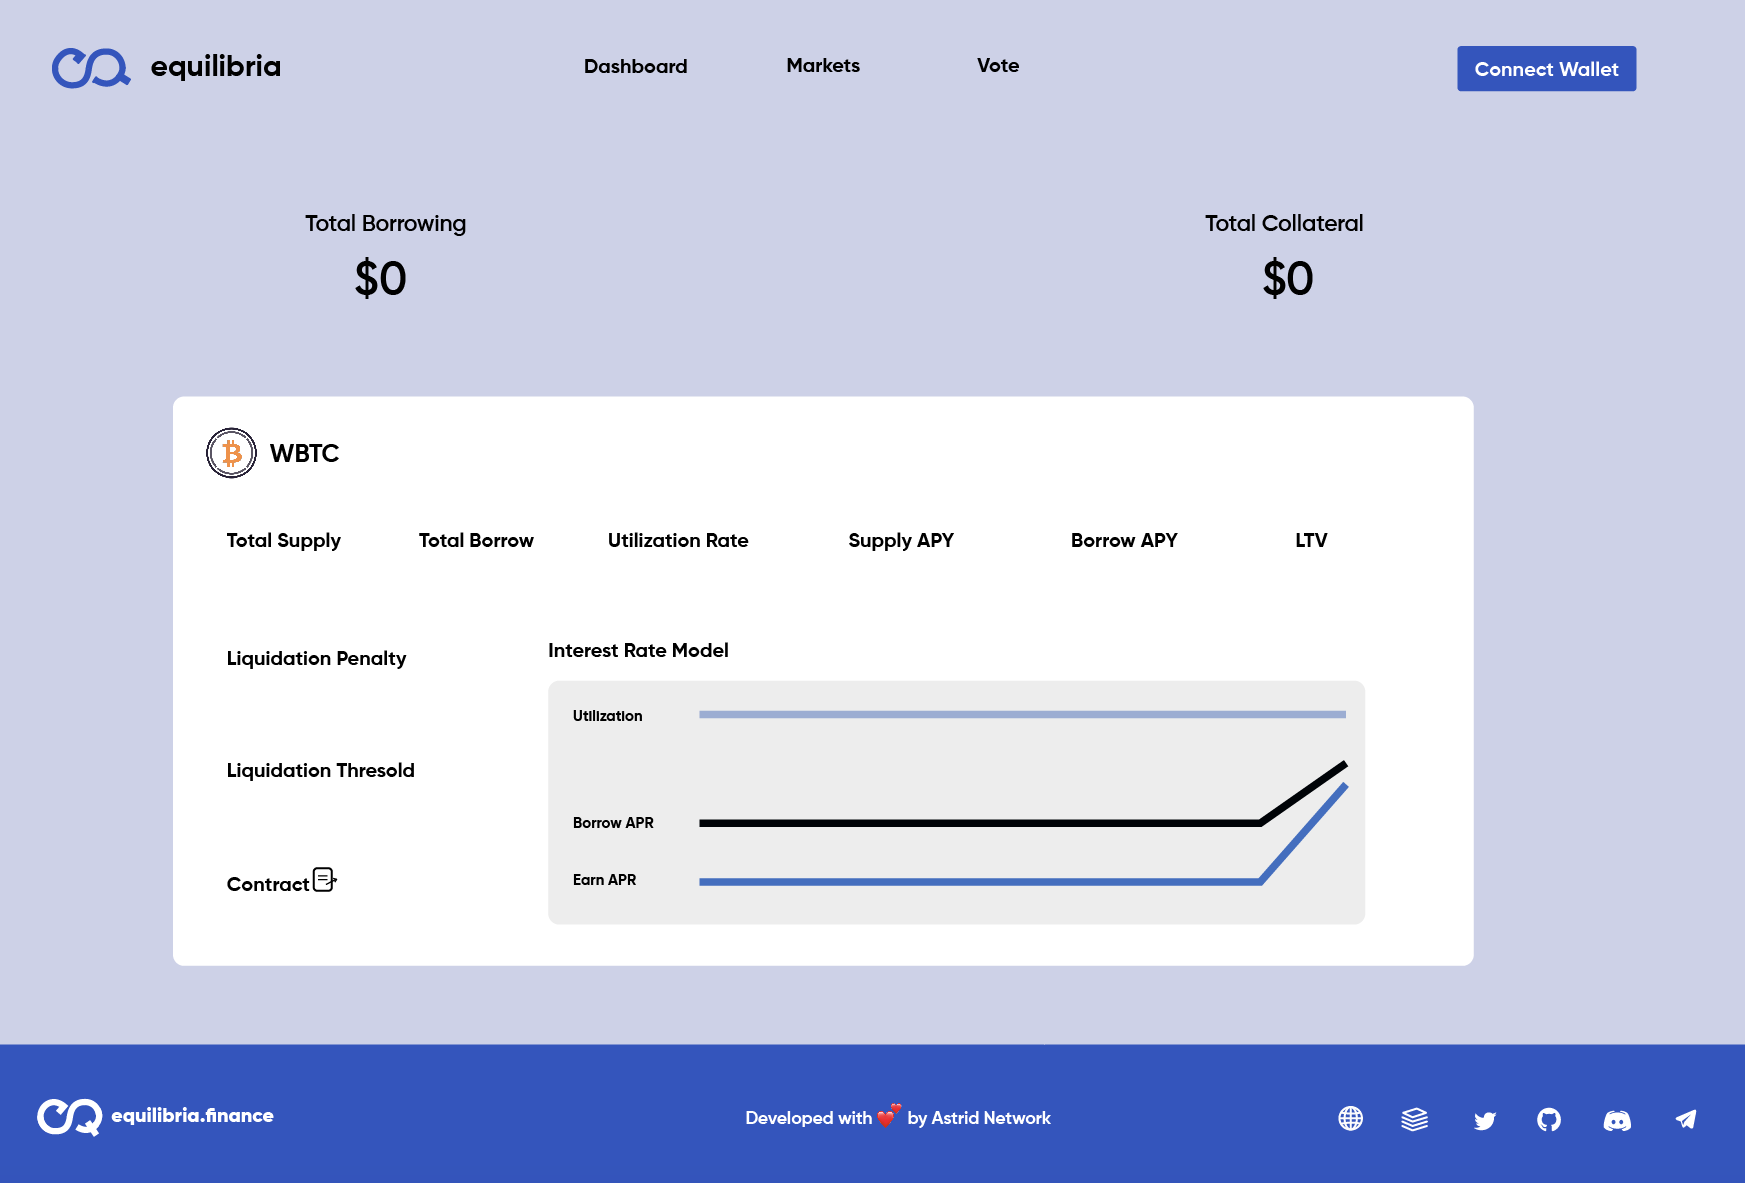 equilibria
Dashboard
Markets
Vote
Connect Wallet
Total Borrowing
Total Collateral
$0
$0
WBTC
Total Supply
Total Borrow
Utilization Rate
Supply APY
Borrow APY
LTV
Liquidation Penalty
Interest Rate Model
Utilization
Liquidation Thresold
Borrow APR
Earn APR
Contract
equilibria.finance
Developed with 💕 by Astrid Network